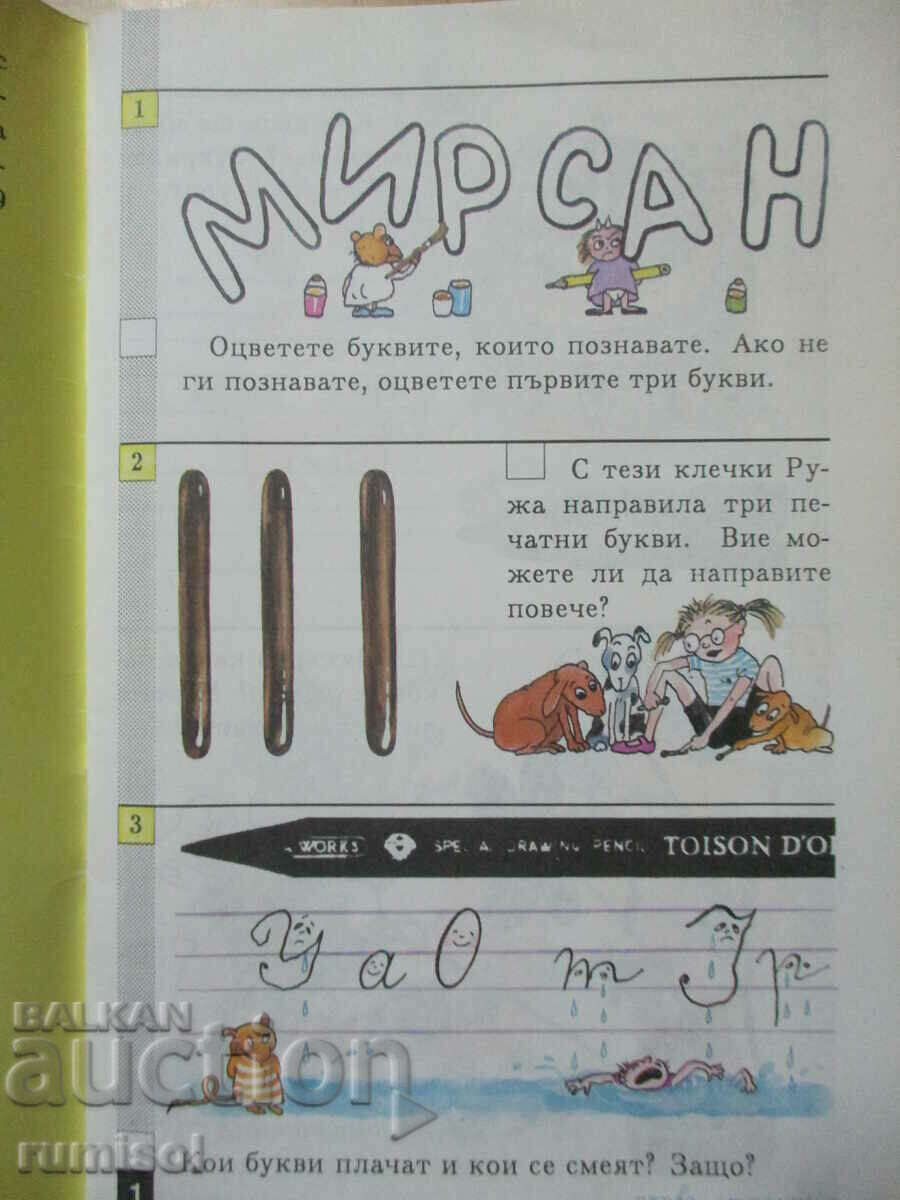 1
МИРСАН
Оцветете буквите, които познавате. Ако не
ги познавате, оцветете първите три букви.
2
С тези клечки Ру-
жа направила три пе-
чатни букви. Вие мо-
жете ли да направите
повече?
3
WORKS SPECIAL DRAWING PENCIL TOISON D'O
У а О т Г р
BALKAN
auction
rumisol
Кои букви плачат и кои се смеят? Защо?
1